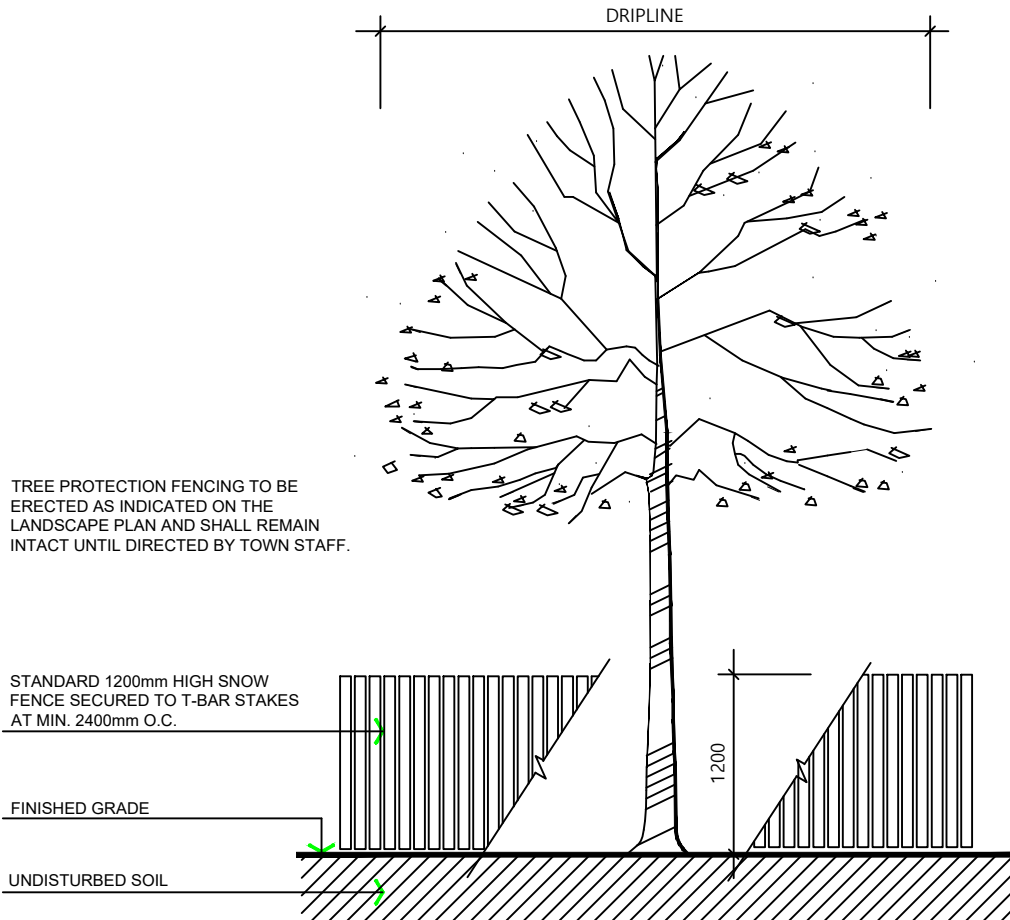 DRIPLINE
TREE PROTECTION FENCING TO BE
ERECTED AS INDICATED ON THE
LANDSCAPE PLAN AND SHALL REMAIN
INTACT UNTIL DIRECTED BY TOWN STAFF.
STANDARD 1200mm HIGH SNOW
FENCE SECURED TO T-BAR STAKES
AT MIN. 2400mm O.C.
1200
FINISHED GRADE
UNDISTURBED SOIL